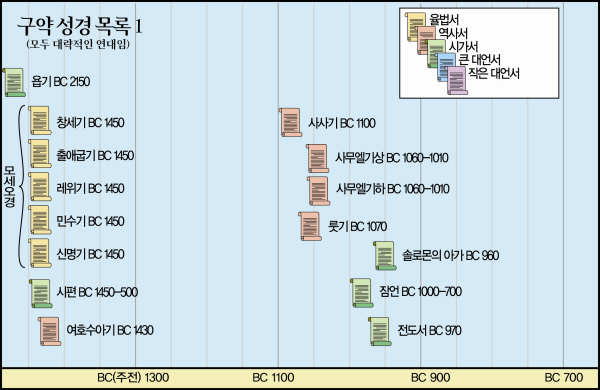 구약 성경 목록 1
(모두 대략적인 연대임)
율법서
역사서
시가서
큰 대언서
작은 대언서
욥기 BC 2150
모세오경
창세기 BC 1450
출애굽기 BC 1450
레위기 BC 1450
민수기 BC 1450
신명기 BC 1450
시편 BC 1450-500
여호수아기 BC 1430
사사기 BC 1100
사무엘기상 BC 1060-1010
사무엘기하 BC 1060-1010
룻기 BC 1070
솔로몬의 아가 BC 960
잠언 BC 1000-700
전도서 BC 970
BC(주전) 1300
BC 1100
BC 900
BC 700